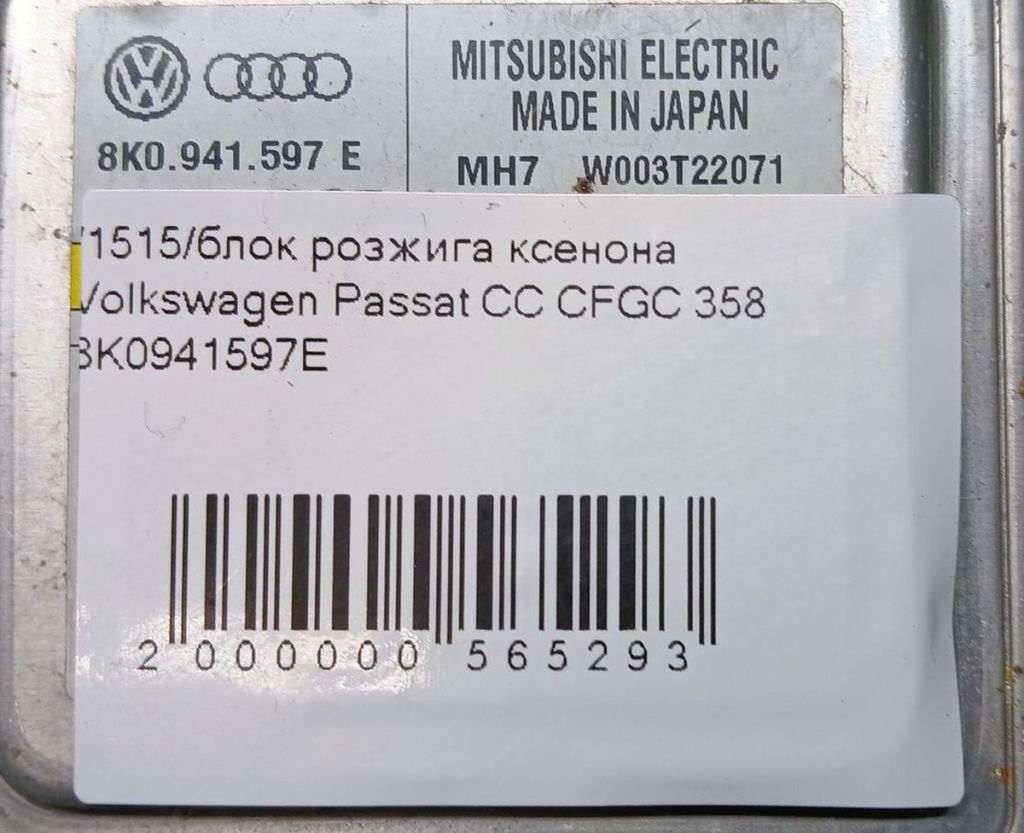 MITSUBISHI ELECTRIC
MADE IN JAPAN
8K0.941.597 E
MH7 W003T22071
1515/блок розжига ксенона
Volkswagen Passat CC CFGC 358
8K0941597E
2 000000 565293